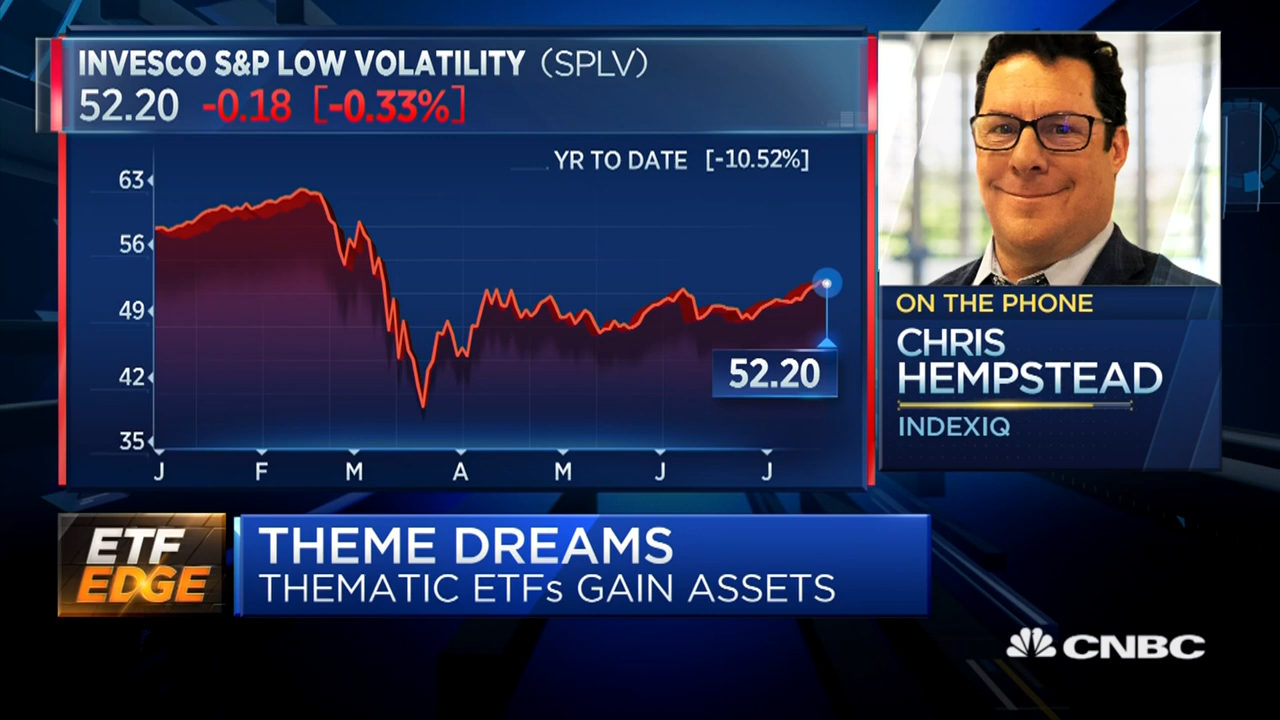 INVESCO S&P LOW VOLATILITY (SPLV)
52.20 -0.18 [-0.33%]
YR TO DATE [-10.52%]
63
56
49
42
35
J F M A M J J
52.20
ON THE PHONE
CHRIS
HEMPSTEAD
INDEXIQ
ETF
EDGE
THEME DREAMS
THEMATIC ETFs GAIN ASSETS
CNBC